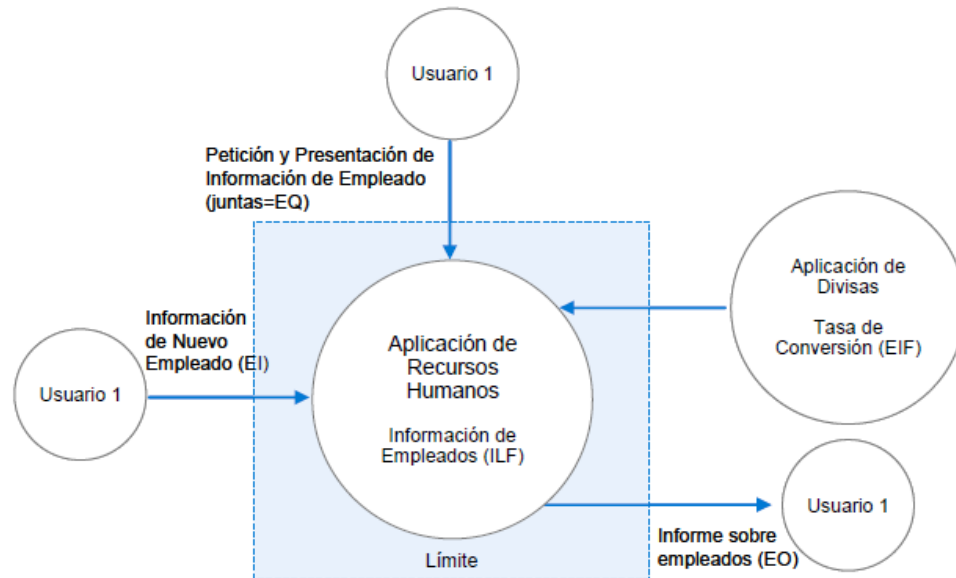 Usuario 1
Petición y Presentación de
Información de Empleado
(juntas=EQ)
Aplicación de
Divisas
Tasa de
Conversión (EIF)
Información
de Nuevo
Empleado (EI)
Usuario 1
Aplicación de
Recursos
Humanos
Información de
Empleados (ILF)
Usuario 1
Informe sobre
empleados (EO)
Límite